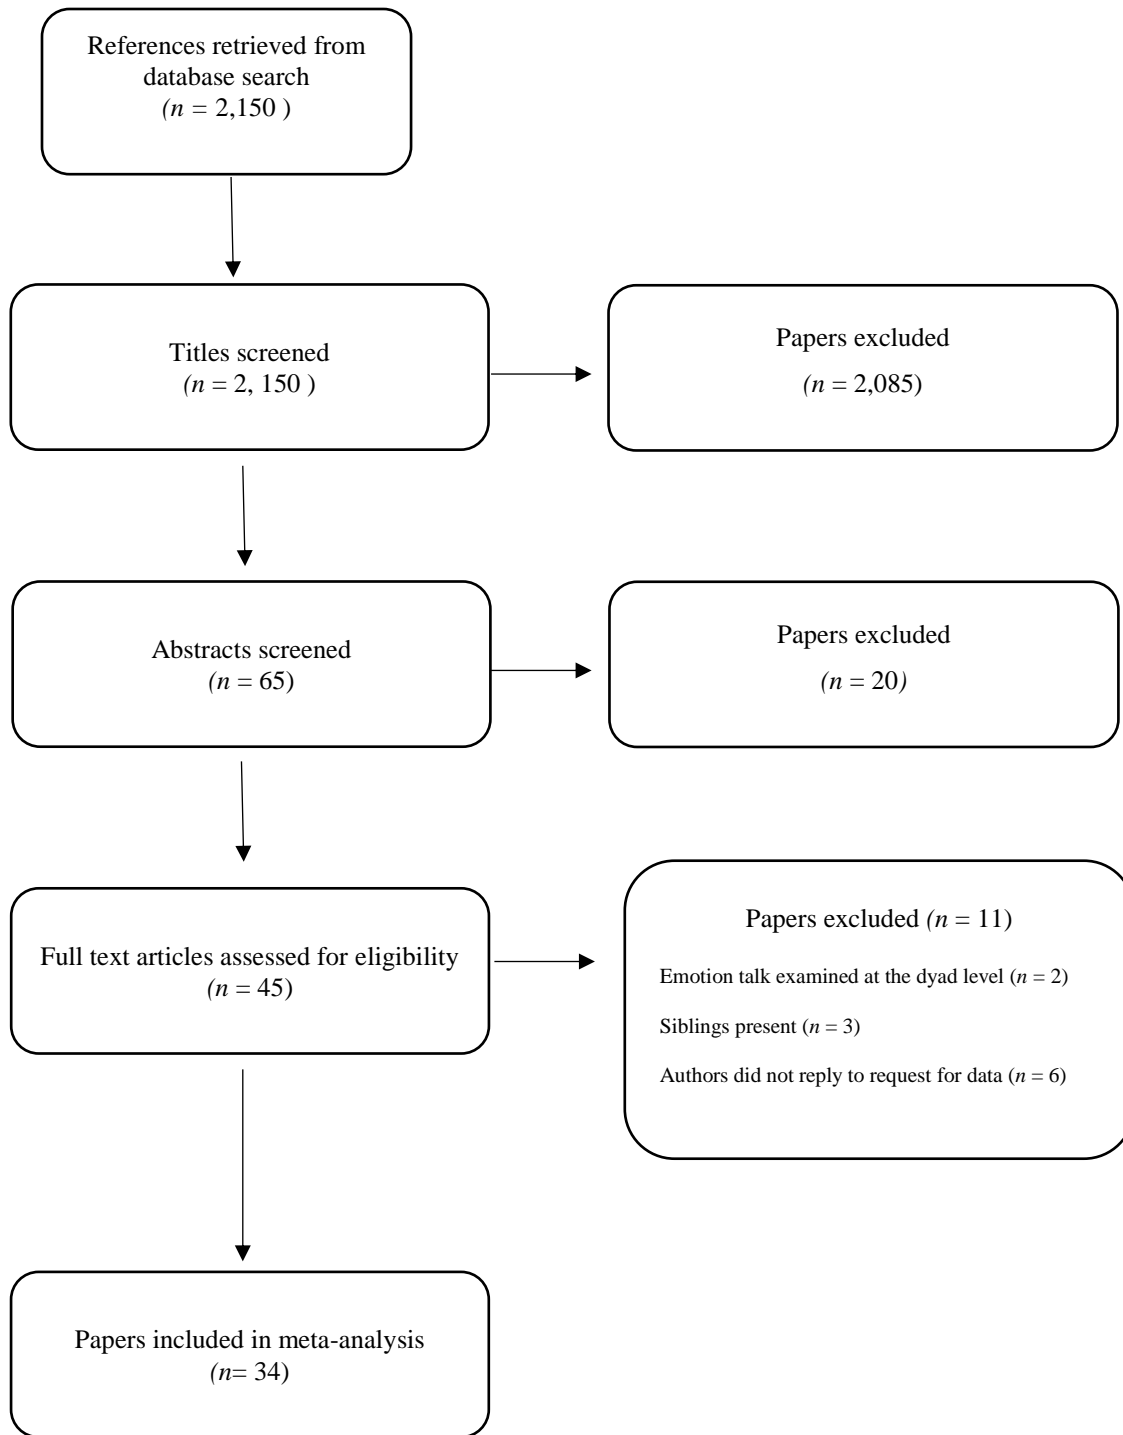 References retrieved from
database search
(n = 2,150 )
Titles screened
(n = 2, 150 )
Papers excluded
(n = 2,085)
Abstracts screened
(n = 65)
Papers excluded
(n = 20)
Full text articles assessed for eligibility
(n = 45)
Papers excluded (n = 11)
Emotion talk examined at the dyad level (n = 2)
Siblings present (n = 3)
Authors did not reply to request for data (n = 6)
Papers included in meta-analysis
(n= 34)